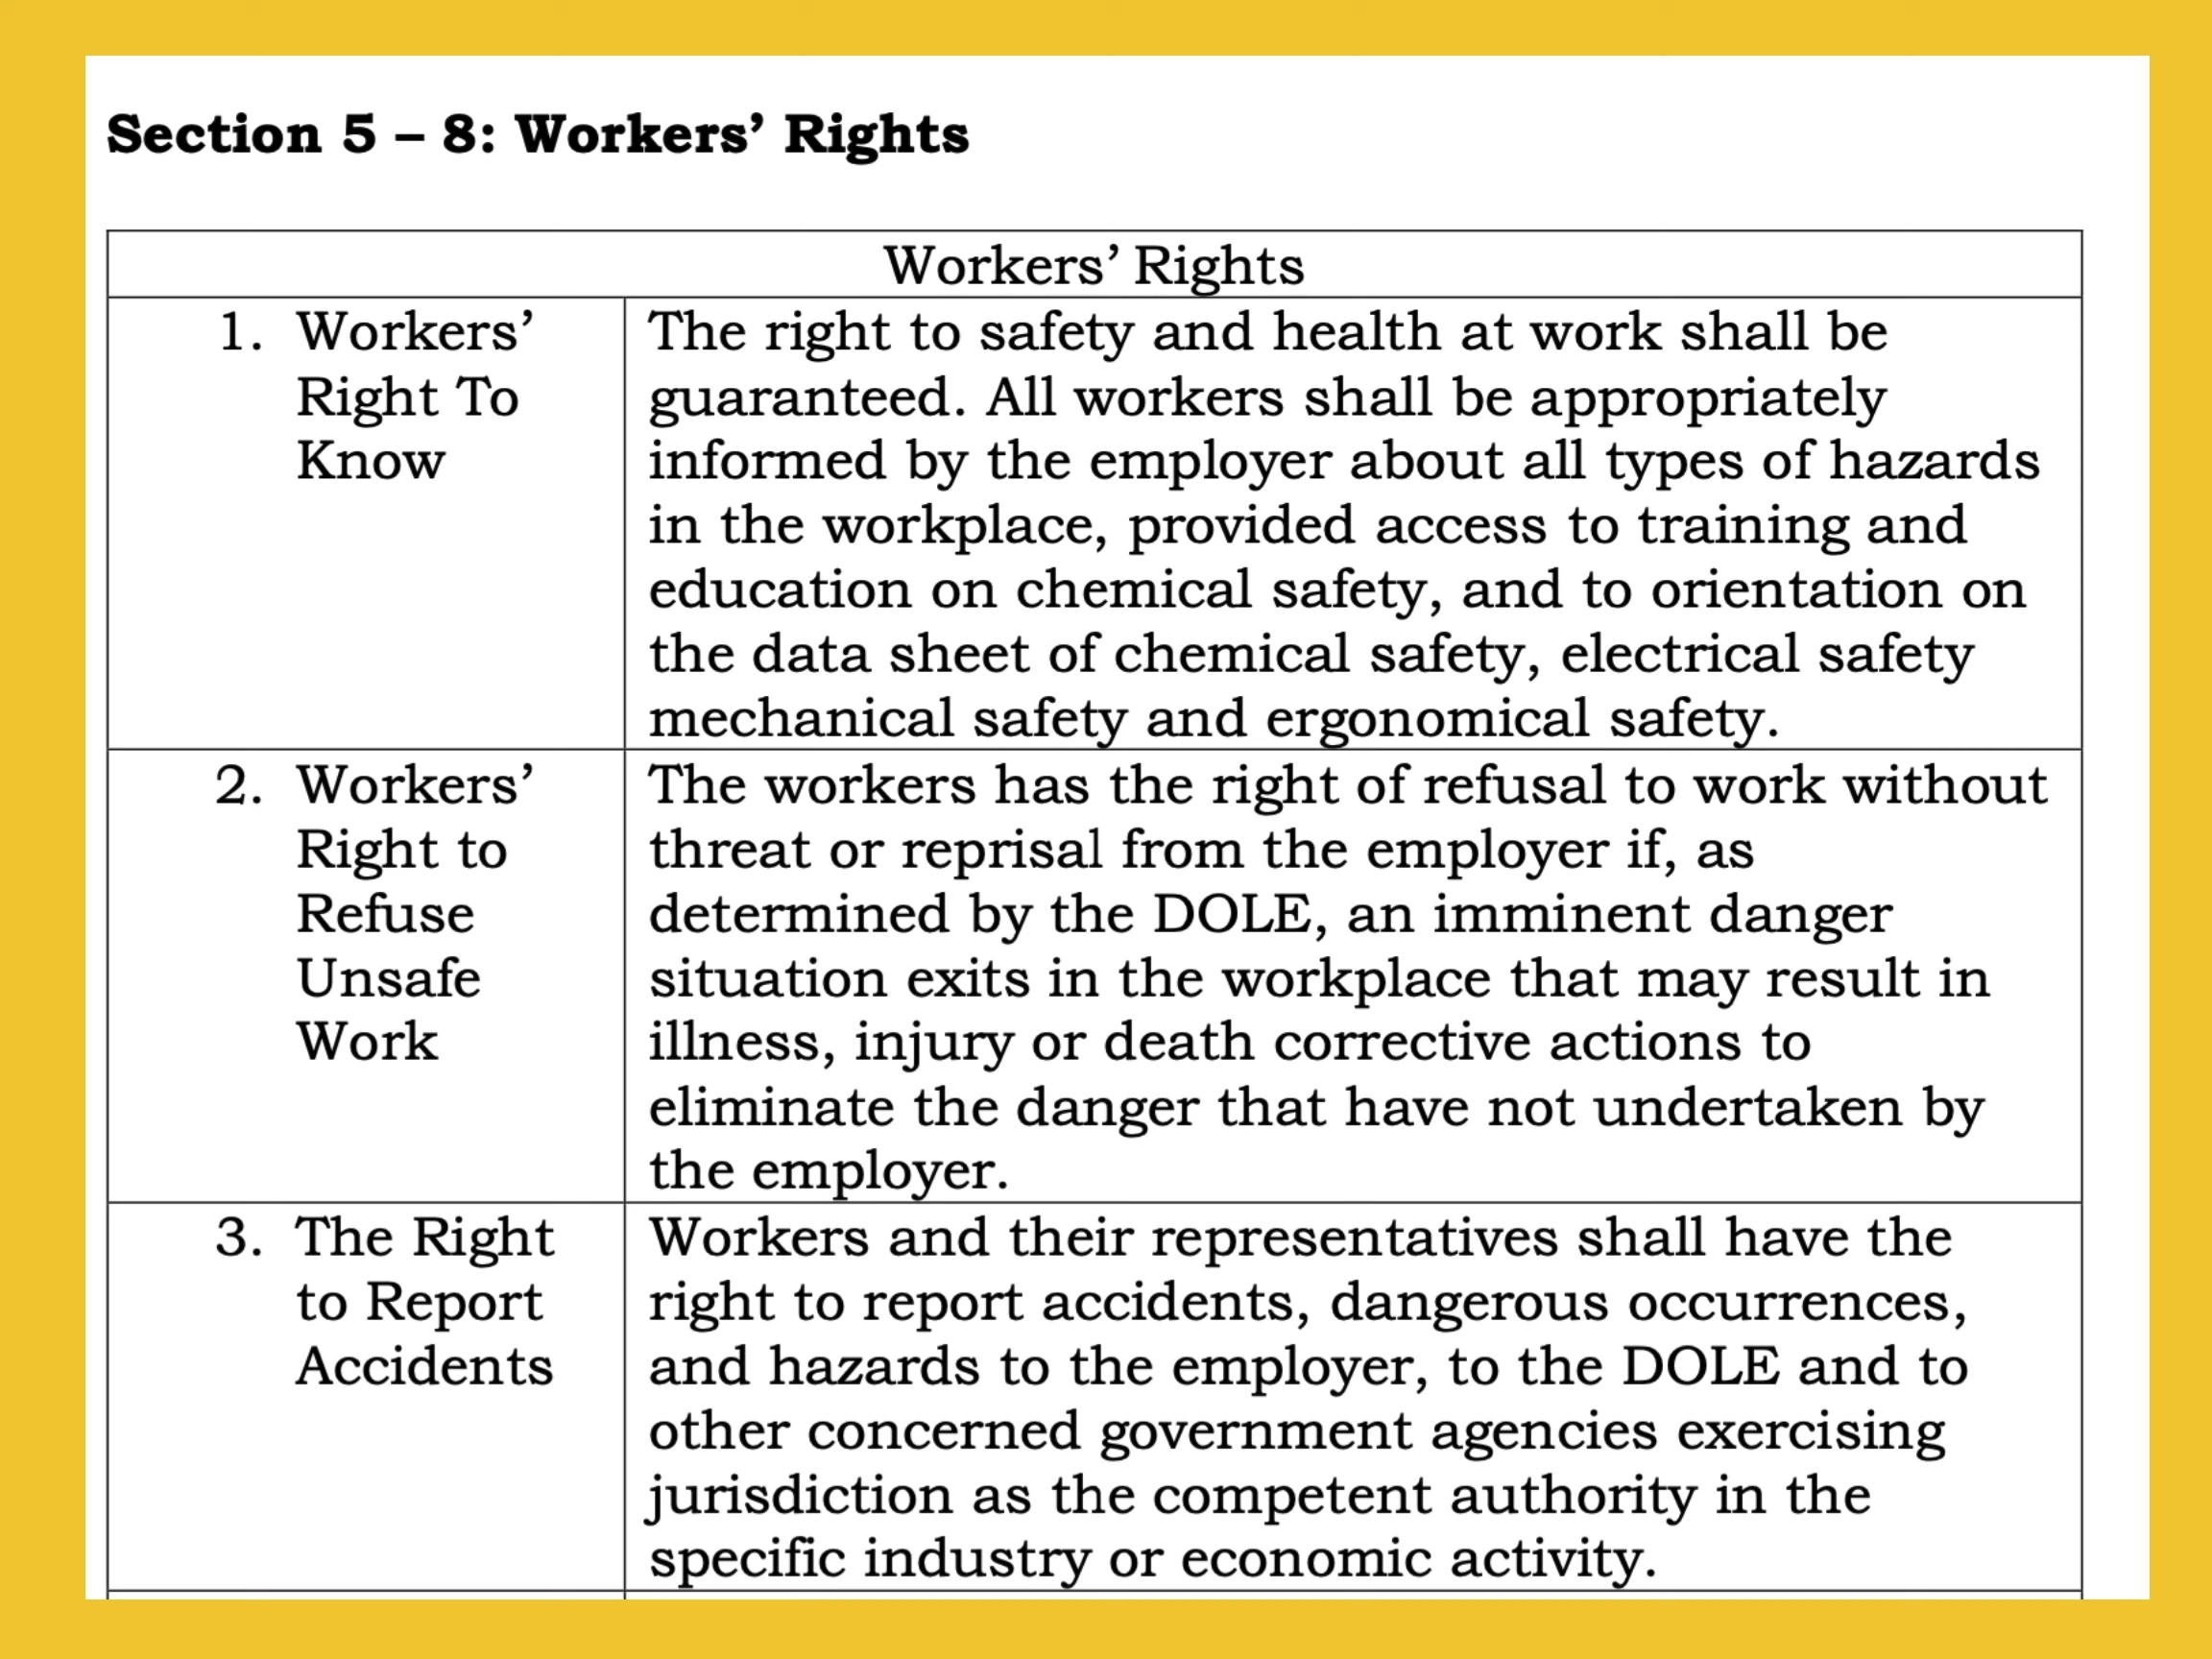 Section 5 – 8: Workers’ Rights
Workers’ Rights
1. Workers’
Right To
Know
The right to safety and health at work shall be
guaranteed. All workers shall be appropriately
informed by the employer about all types of hazards
in the workplace, provided access to training and
education on chemical safety, and to orientation on
the data sheet of chemical safety, electrical safety
mechanical safety and ergonomical safety.
2. Workers’
Right to
Refuse
Unsafe
Work
The workers has the right of refusal to work without
threat or reprisal from the employer if, as
determined by the DOLE, an imminent danger
situation exits in the workplace that may result in
illness, injury or death corrective actions to
eliminate the danger that have not undertaken by
the employer.
3. The Right
to Report
Accidents
Workers and their representatives shall have the
right to report accidents, dangerous occurrences,
and hazards to the employer, to the DOLE and to
other concerned government agencies exercising
jurisdiction as the competent authority in the
specific industry or economic activity.